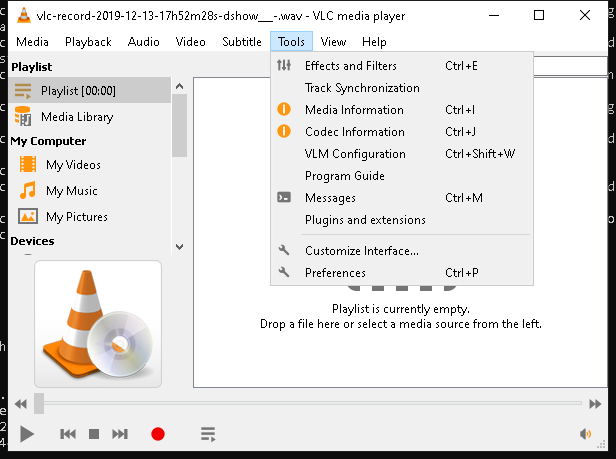 vlc-record-2019-12-13-17h52m28s-dshow___-.wav - VLC media player
Media Playback Audio Video Subtitle Tools View Help
Playlist
Playlist [00:00]
Media Library
My Computer
My Videos
My Music
My Pictures
Devices
Effects and Filters Ctrl+E
Track Synchronization
Media Information Ctrl+I
Codec Information Ctrl+J
VLM Configuration Ctrl+Shift+W
Program Guide
Messages Ctrl+M
Plugins and extensions
Customize Interface...
Preferences Ctrl+P
Playlist is currently empty.
Drop a file here or select a media source from the left.